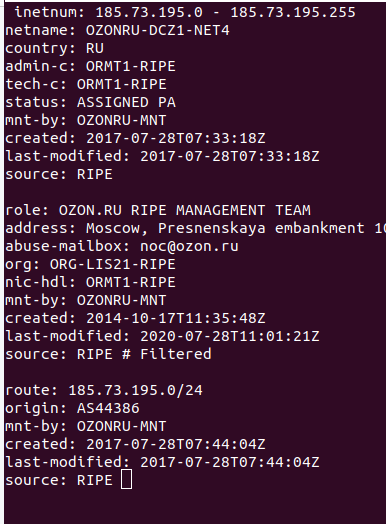 inetnum: 185.73.195.0 - 185.73.195.255
netname: OZONRU-DCZ1-NET4
country: RU
admin-c: ORMT1-RIPE
tech-c: ORMT1-RIPE
status: ASSIGNED PA
mnt-by: OZONRU-MNT
created: 2017-07-28T07:33:18Z
last-modified: 2017-07-28T07:33:18Z
source: RIPE
role: OZON.RU RIPE MANAGEMENT TEAM
address: Moscow, Presnenskaya embankment 10
abuse-mailbox: noc@ozon.ru
org: ORG-LIS21-RIPE
nic-hdl: ORMT1-RIPE
mnt-by: OZONRU-MNT
created: 2014-10-17T11:35:48Z
last-modified: 2020-07-28T11:01:21Z
source: RIPE # Filtered
route: 185.73.195.0/24
origin: AS44386
mnt-by: OZONRU-MNT
created: 2017-07-28T07:44:04Z
last-modified: 2017-07-28T07:44:04Z
source: RIPE